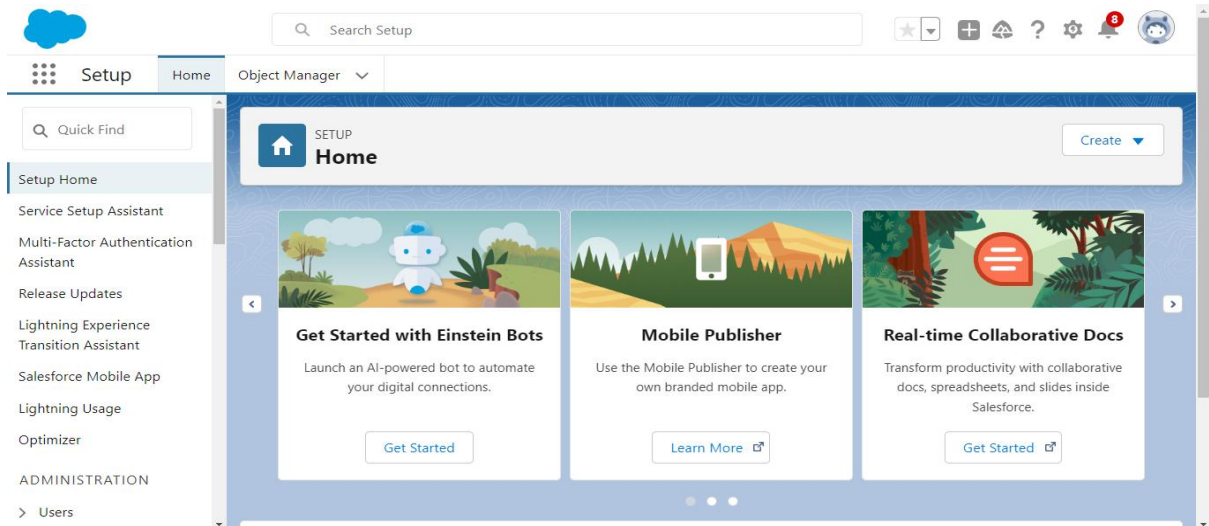 Search Setup
8
Setup
Home
Object Manager
Quick Find
Setup Home
Service Setup Assistant
Multi-Factor Authentication
Assistant
Release Updates
Lightning Experience
Transition Assistant
Salesforce Mobile App
Lightning Usage
Optimizer
ADMINISTRATION
Users
SETUP
Home
Create
Get Started with Einstein Bots
Launch an AI-powered bot to automate
your digital connections.
Get Started
Mobile Publisher
Use the Mobile Publisher to create your
own branded mobile app.
Learn More
Real-time Collaborative Docs
Transform productivity with collaborative
docs, spreadsheets, and slides inside
Salesforce.
Get Started